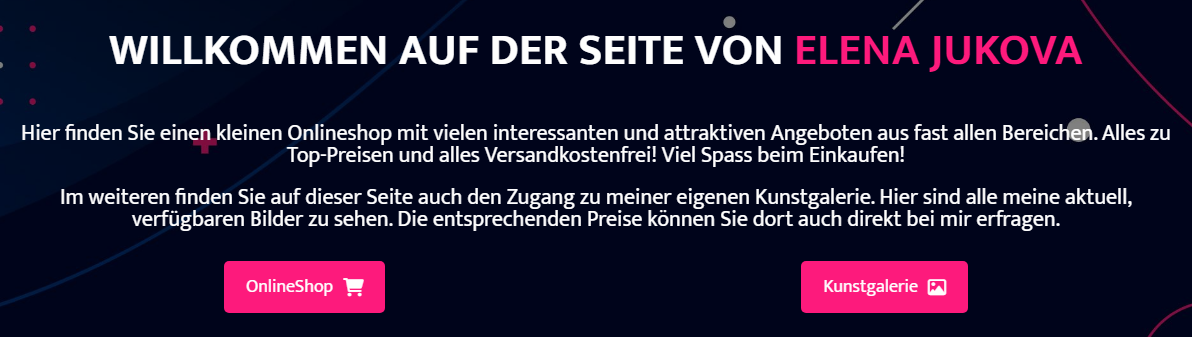 WILLKOMMEN AUF DER SEITE VON ELENA JUKOVA
Hier finden Sie einen kleinen Onlineshop mit vielen interessanten und attraktiven Angeboten aus fast allen Bereichen. Alles zu
Top-Preisen und alles Versandkostenfrei! Viel Spass beim Einkaufen!
Im weiteren finden Sie auf dieser Seite auch den Zugang zu meiner eigenen Kunstgalerie. Hier sind alle meine aktuell,
verfügbaren Bilder zu sehen. Die entsprechenden Preise können Sie dort auch direkt bei mir erfragen.
OnlineShop
Kunstgalerie